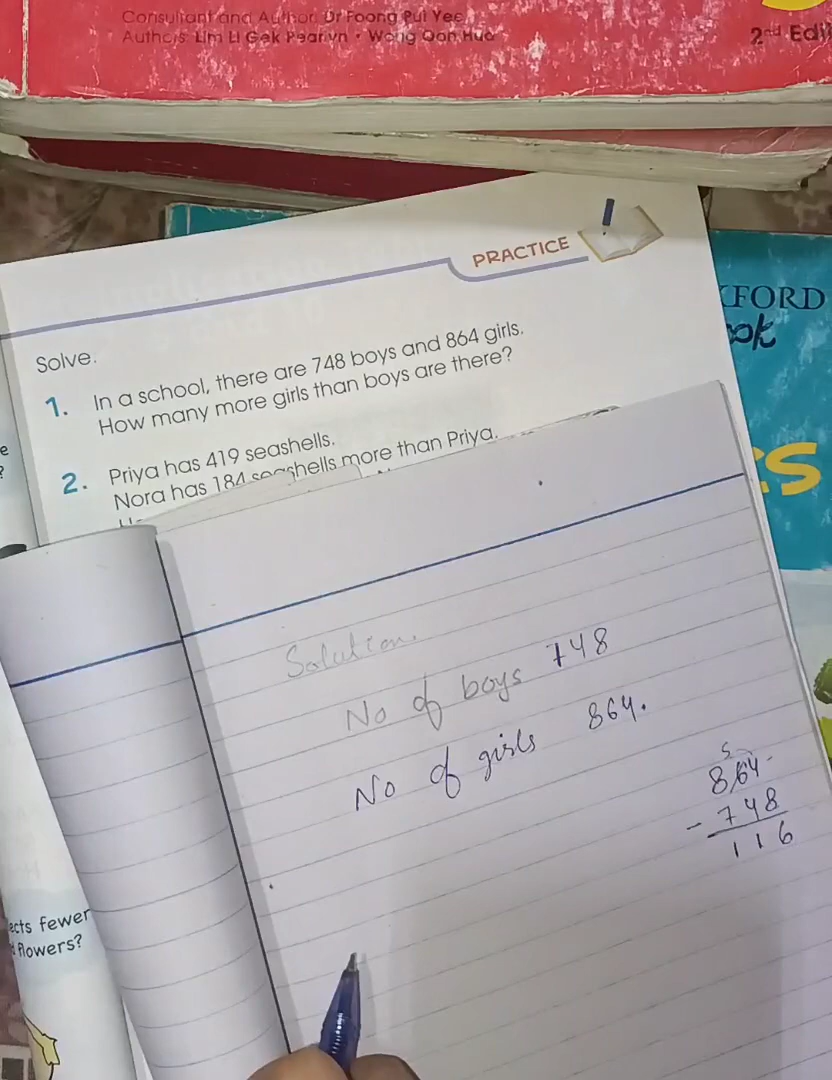 Consultant and Author: Dr Foong Pui Yee
Authors: Lim Li Gek Pearlyn • Wong Oon Hua
2nd Edi
PRACTICE
Solve.
1. In a school, there are 748 boys and 864 girls.
How many more girls than boys are there?
2. Priya has 419 seashells.
Nora has 184 seashells more than Priya.
FORD
ok
S
e
?
Solution.
No of boys 748
No of girls 864.
5
864
- 748
116
ects fewer
flowers?